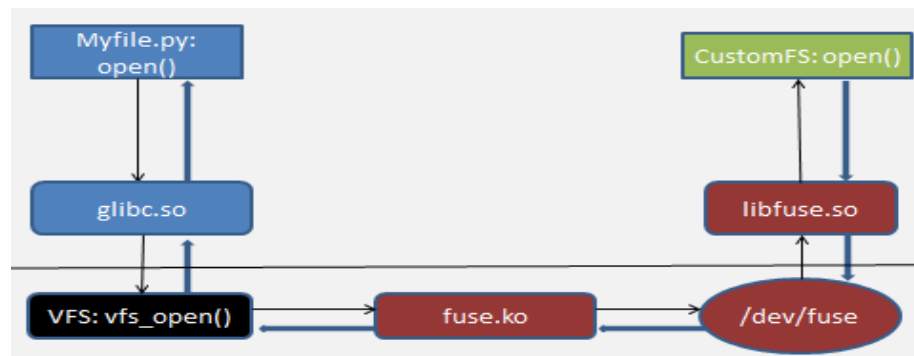 Myfile.py:
open()
CustomFS: open()
glibc.so
libfuse.so
VFS: vfs_open()
fuse.ko
/dev/fuse